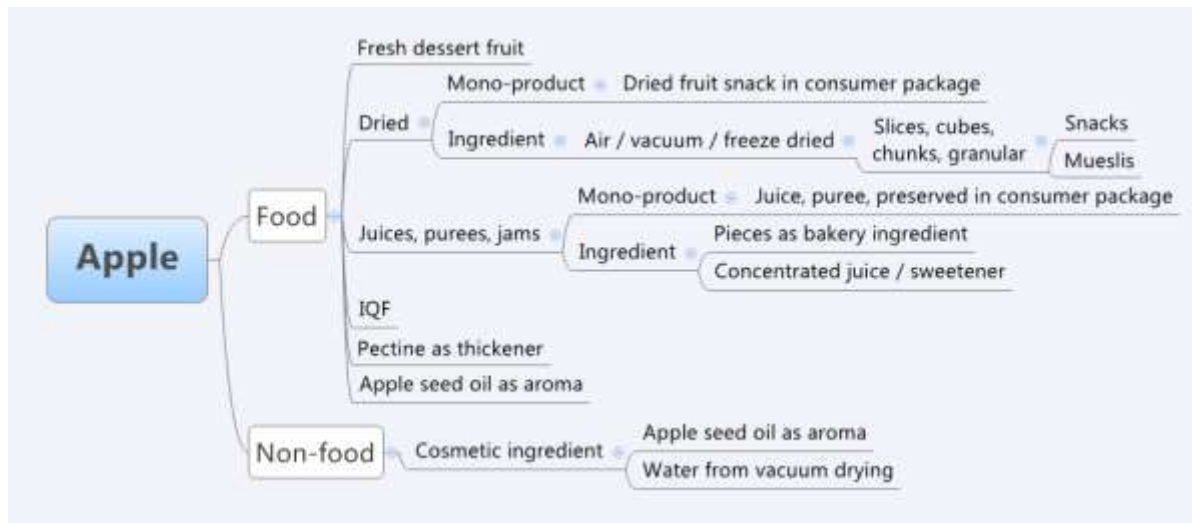 Apple
Food
Fresh dessert fruit
Dried
Mono-product
Dried fruit snack in consumer package
Ingredient
Air / vacuum / freeze dried
Slices, cubes,
chunks, granular
Snacks
Mueslis
Juices, purees, jams
Mono-product
Juice, puree, preserved in consumer package
Ingredient
Pieces as bakery ingredient
Concentrated juice / sweetener
IQF
Pectine as thickener
Apple seed oil as aroma
Non-food
Cosmetic ingredient
Apple seed oil as aroma
Water from vacuum drying